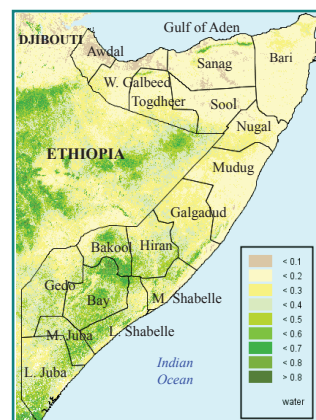 Gulf of Aden
DJIBOUTI
Awdal
Sanag
Bari
W. Galbeed
Togdheer
Sool
Nugal
ETHIOPIA
Mudug
Galgadud
Bakool
Hiran
Gedo
Bay
M. Shabelle
L. Shabelle
M. Juba
L. Juba
Indian
Ocean
< 0.1
< 0.2
< 0.3
< 0.4
< 0.5
< 0.6
< 0.7
< 0.8
> 0.8
water